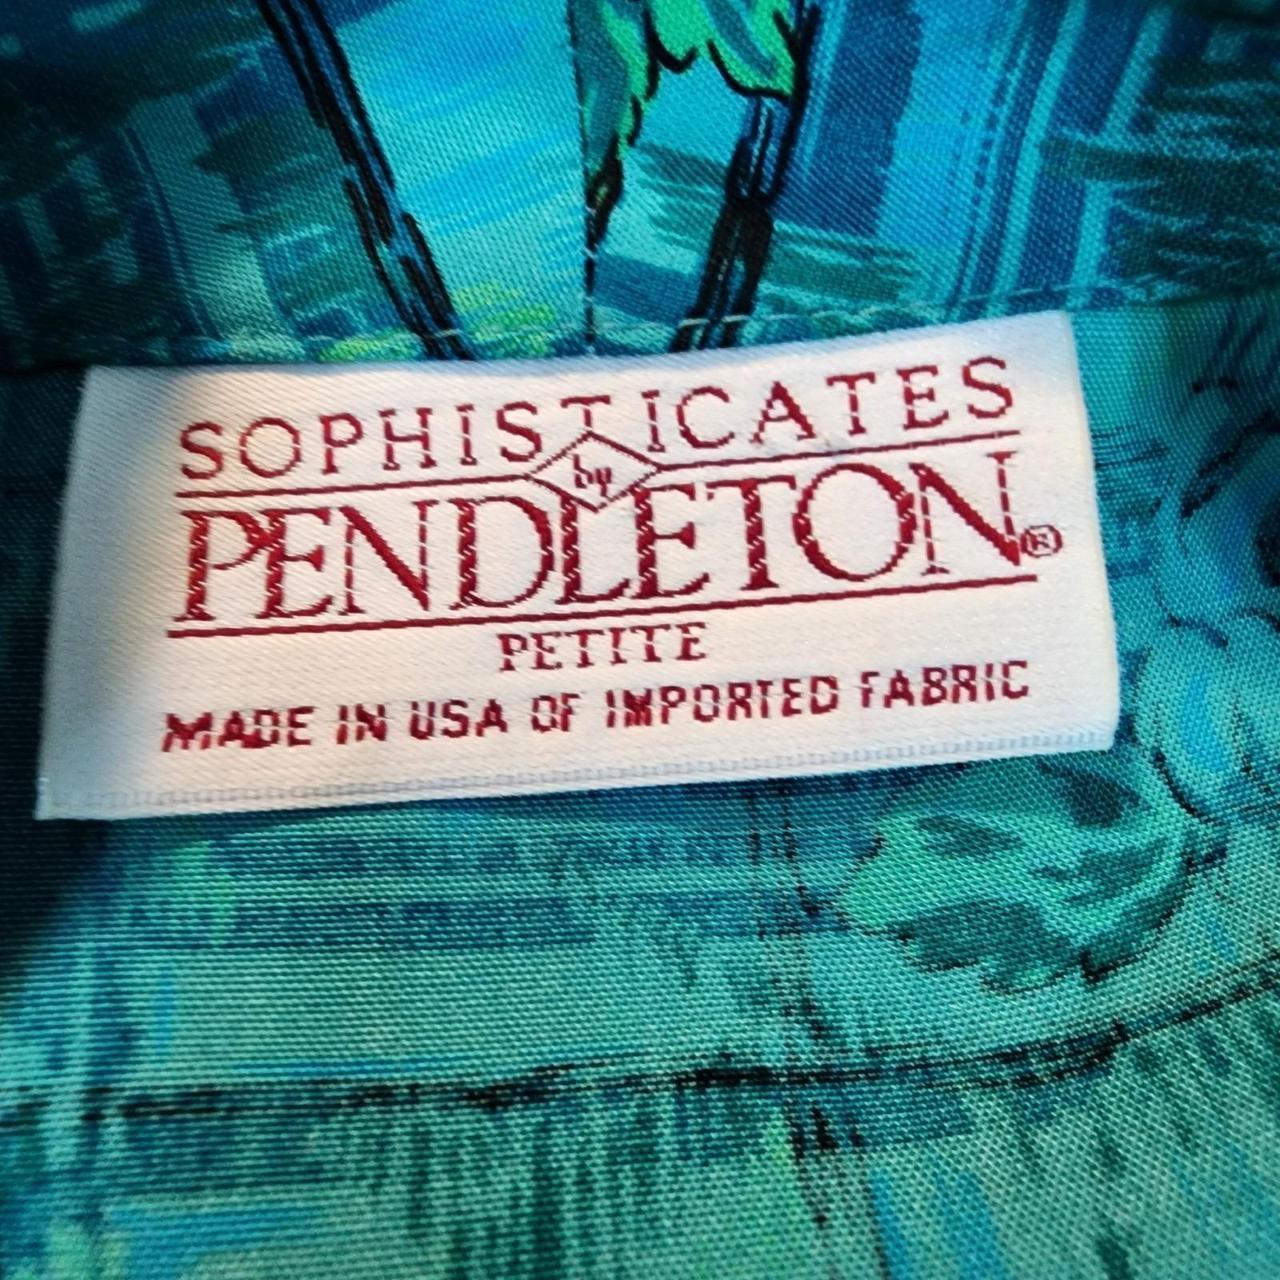 SOPHISTICATES
by
PENDLETON®
PETITE
MADE IN USA OF IMPORTED FABRIC